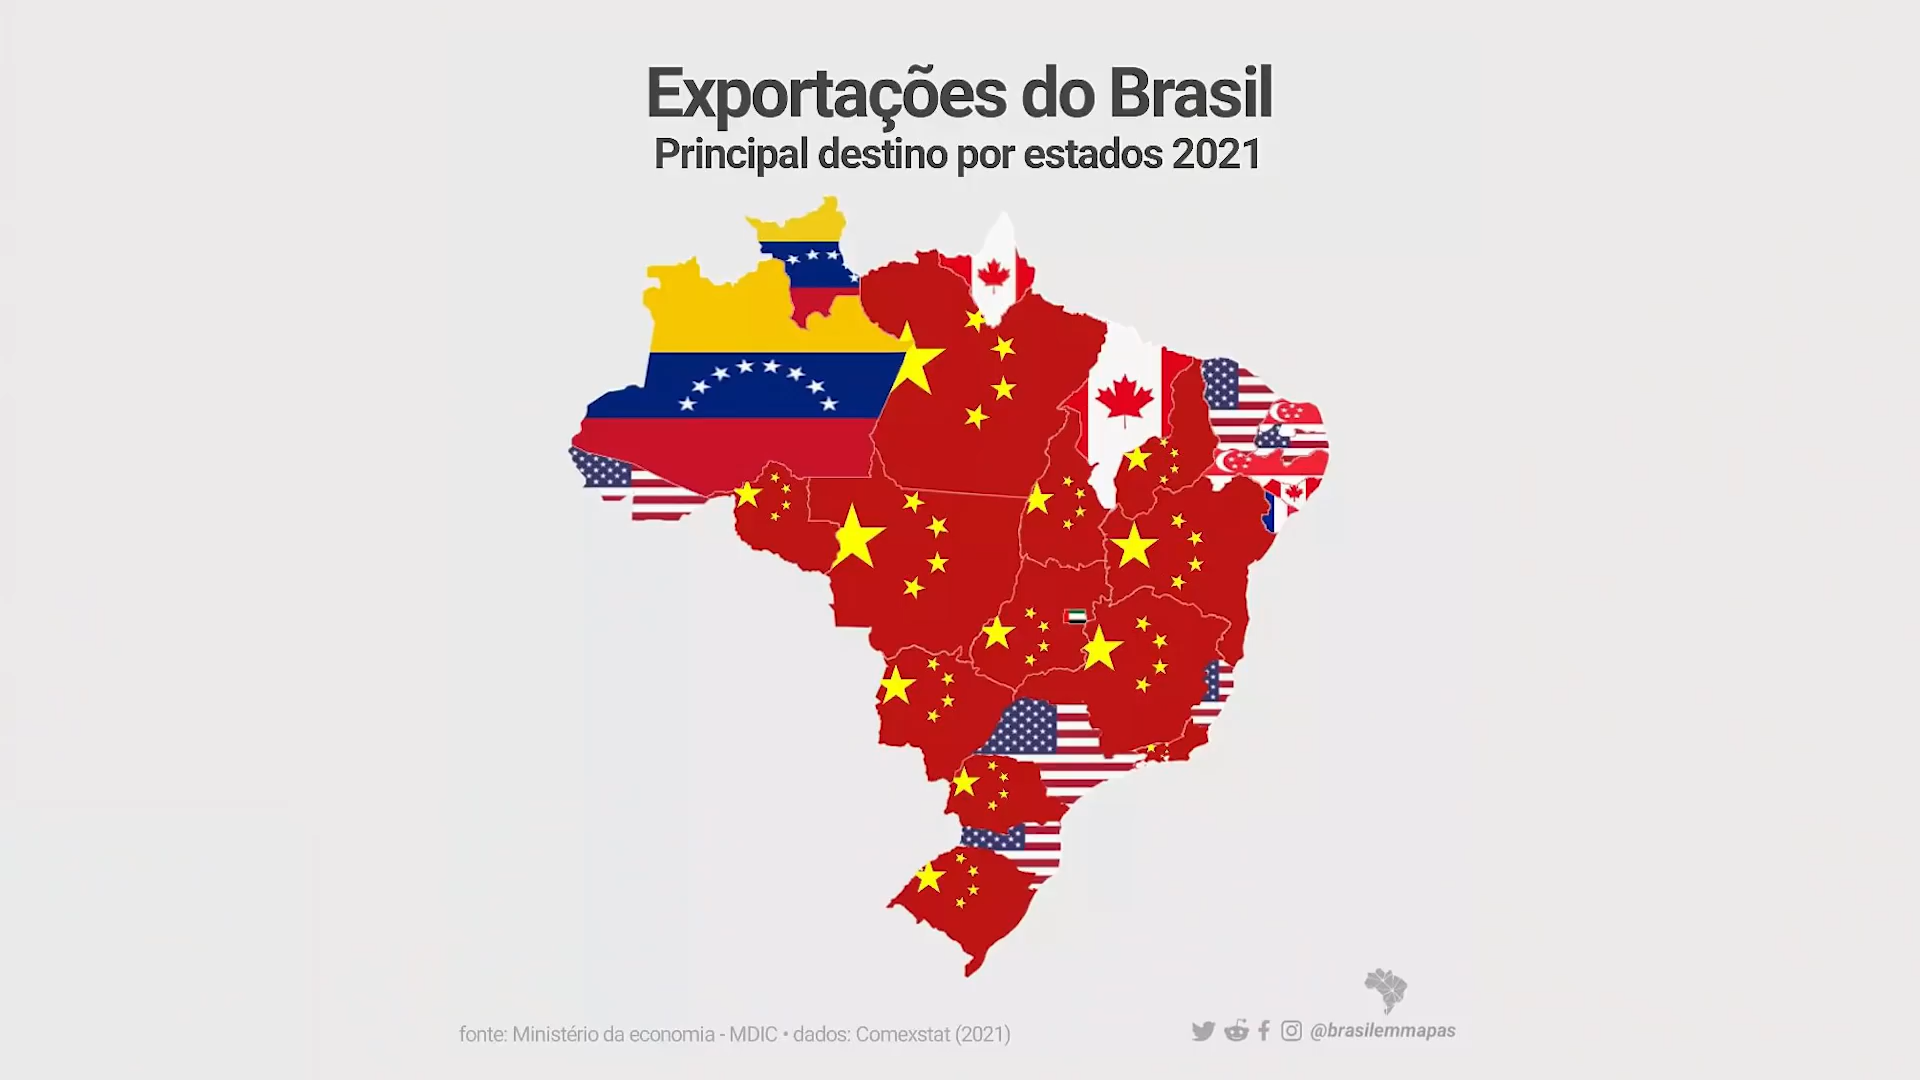 Exportações do Brasil
Principal destino por estados 2021
fonte: Ministério da economia - MDIC • dados: Comexstat (2021)
@brasilemmapas